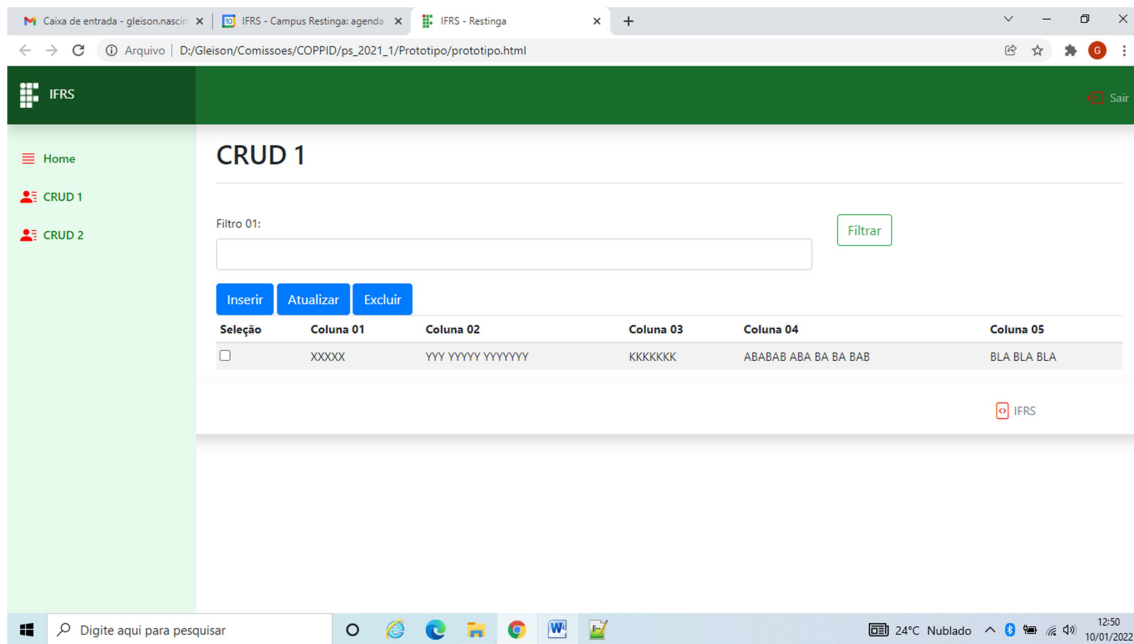 Caixa de entrada - gleison.nascin
IFRS - Campus Restinga: agenda
IFRS - Restinga
Arquivo D:/Gleison/Comissoes/COPPID/ps_2021_1/Prototipo/prototipo.html
G
IFRS
Sair
Home
CRUD 1
CRUD 2
CRUD 1
Filtro 01:
Filtrar
Inserir Atualizar Excluir
Seleção Coluna 01 Coluna 02 Coluna 03 Coluna 04 Coluna 05
XXXXX YYY YYYYY YYYYYYY KKKKKKK ABABAB ABA BA BA BAB BLA BLA BLA
IFRS
Digite aqui para pesquisar
24°C Nublado
12:50
10/01/2022